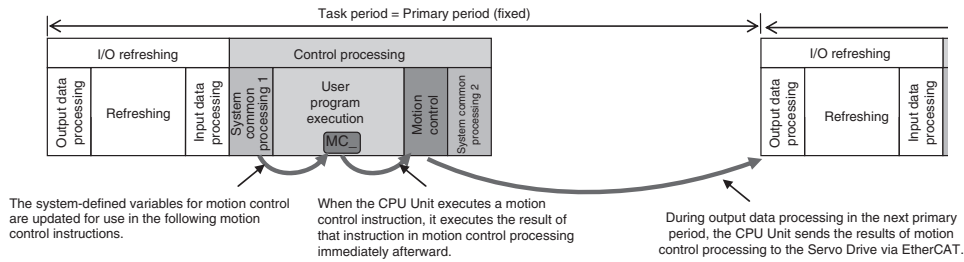 Task period = Primary period (fixed)
I/O refreshing
Control processing
I/O refreshing
Output data
processing
Refreshing
Input data
processing
System
common
processing 1
User
program
execution
MC_
Motion
control
System common
processing 2
Output data
processing
Refreshing
Input data
processing
The system-defined variables for motion control
are updated for use in the following motion
control instructions.
When the CPU Unit executes a motion
control instruction, it executes the result of
that instruction in motion control processing
immediately afterward.
During output data processing in the next primary
period, the CPU Unit sends the results of motion
control processing to the Servo Drive via EtherCAT.